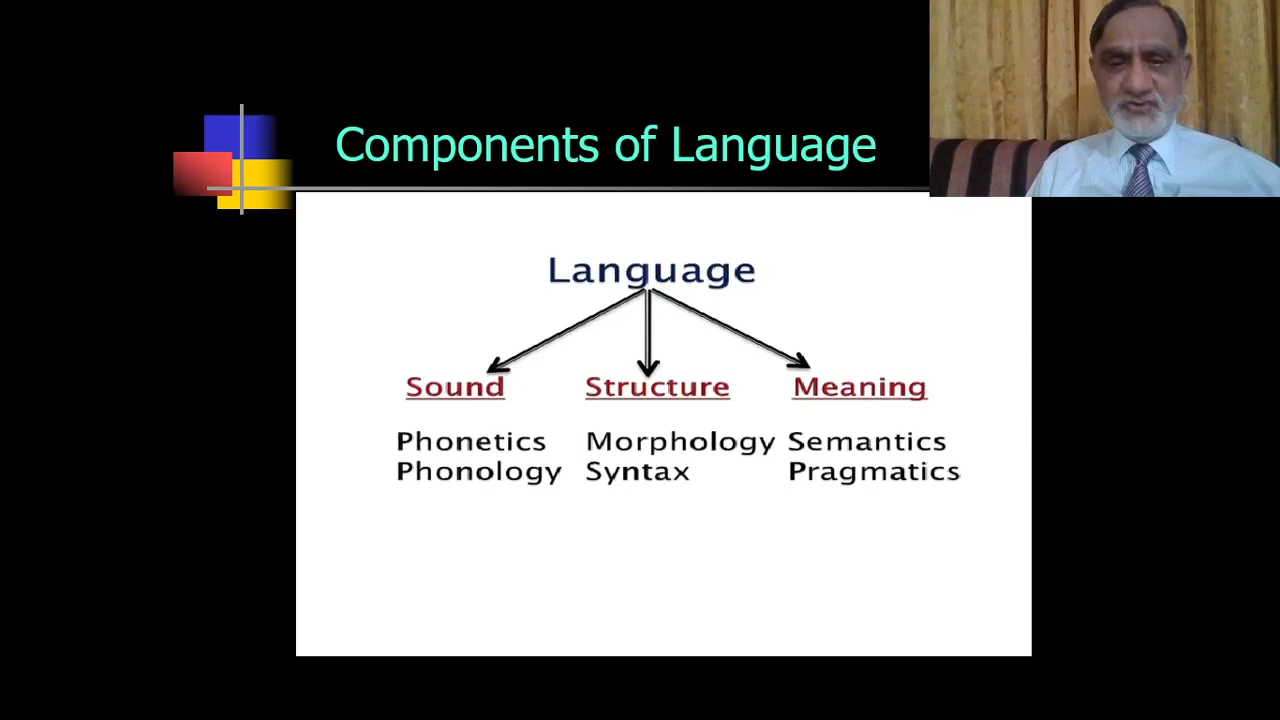 Components of Language
Language
Sound Structure Meaning
Phonetics Morphology Semantics
Phonology Syntax Pragmatics